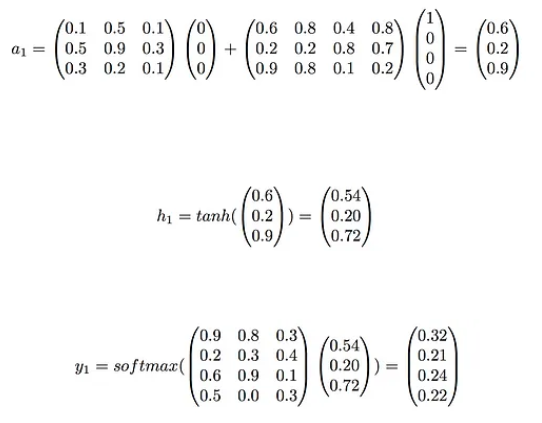 a₁ = (0.1 0.5 0.1; 0.5 0.9 0.3; 0.3 0.2 0.1) (0; 0; 0) + (0.6 0.8 0.4 0.8; 0.2 0.2 0.8 0.7; 0.9 0.8 0.1 0.2) (1; 0; 0; 0) = (0.6; 0.2; 0.9)
h₁ = tanh( (0.6; 0.2; 0.9) ) = (0.54; 0.20; 0.72)
y₁ = softmax( (0.9 0.8 0.3; 0.2 0.3 0.4; 0.6 0.9 0.1; 0.5 0.0 0.3) (0.54; 0.20; 0.72) ) = (0.32; 0.21; 0.24; 0.22)